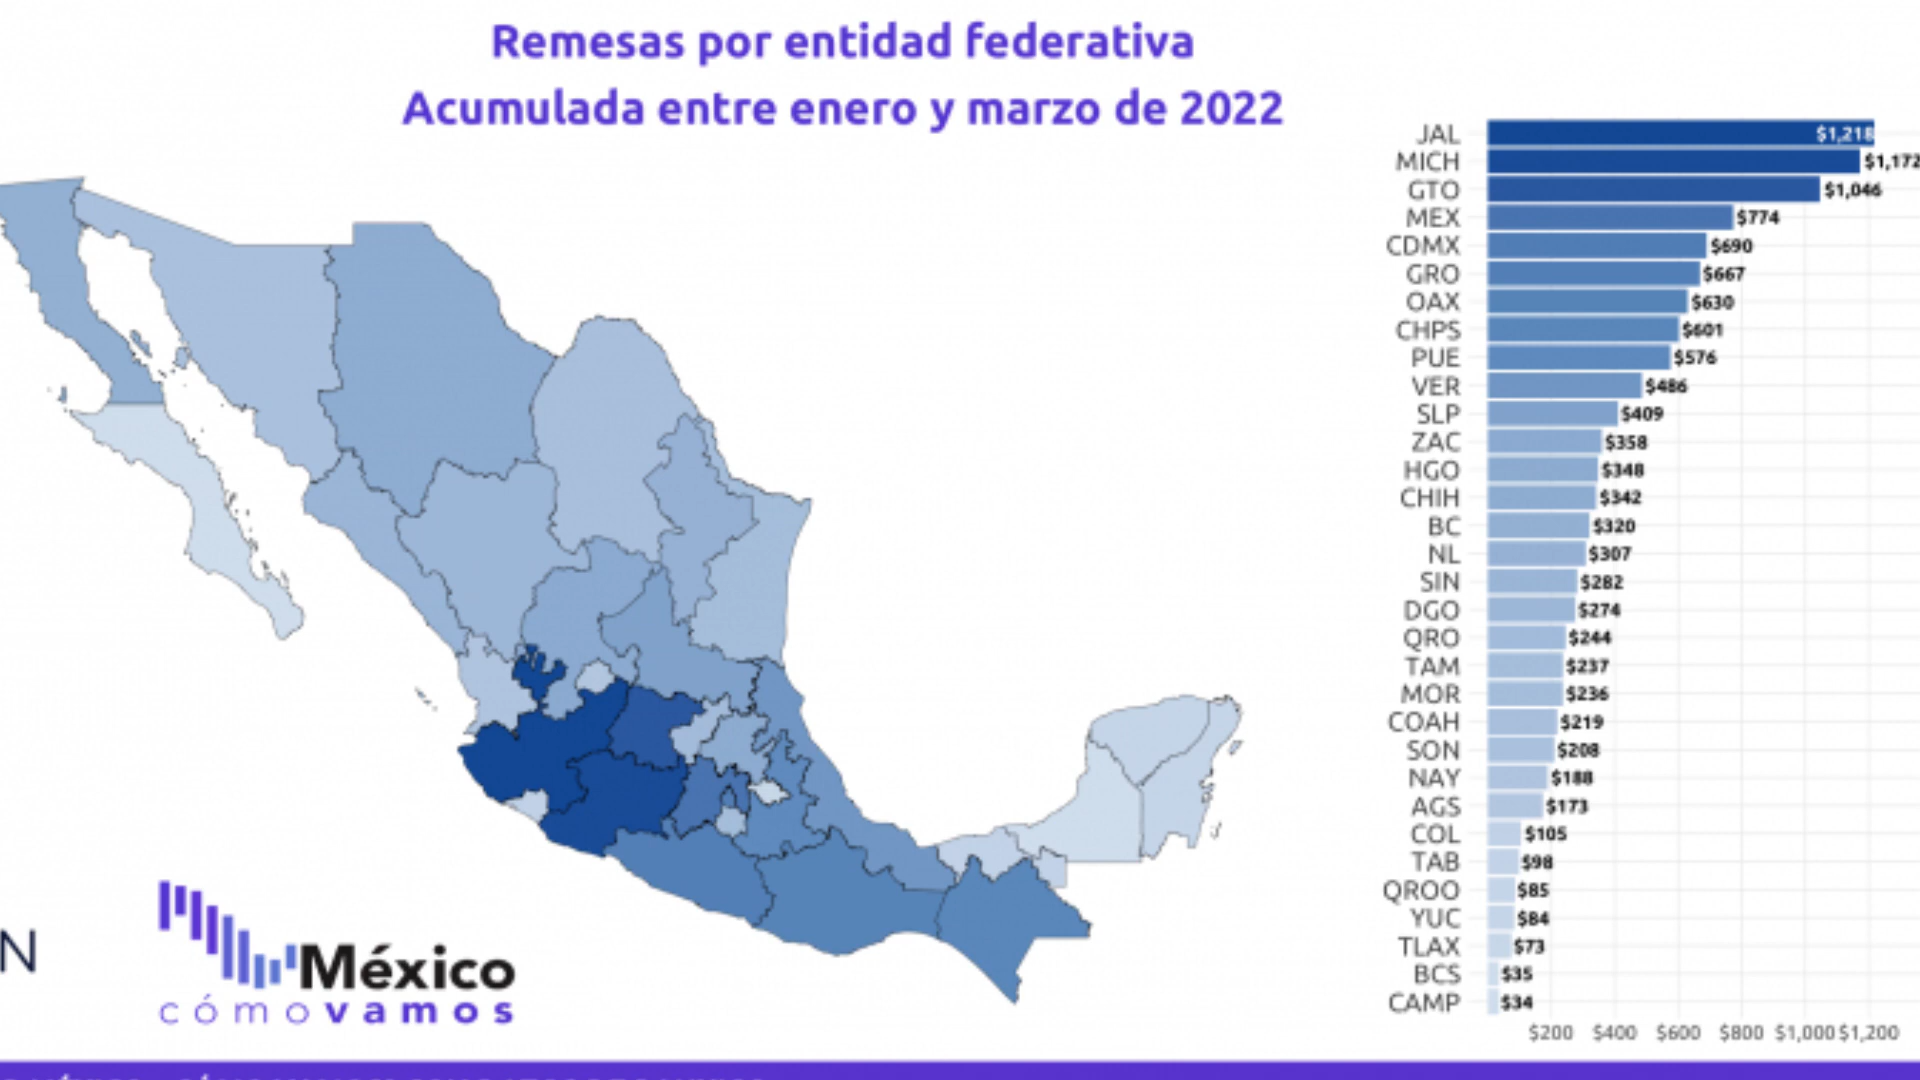 Remesas por entidad federativa
Acumulada entre enero y marzo de 2022
JAL $1,218
MICH $1,172
GTO $1,046
MEX $774
CDMX $690
GRO $667
OAX $630
CHPS $601
PUE $576
VER $486
SLP $409
ZAC $358
HGO $348
CHIH $342
BC $320
NL $307
SIN $282
DGO $274
QRO $244
TAM $237
MOR $236
COAH $219
SON $208
NAY $188
AGS $173
COL $105
TAB $98
QROO $85
YUC $84
TLAX $73
BCS $35
CAMP $34
$200 $400 $600 $800 $1,000 $1,200
N
México
cómovamos